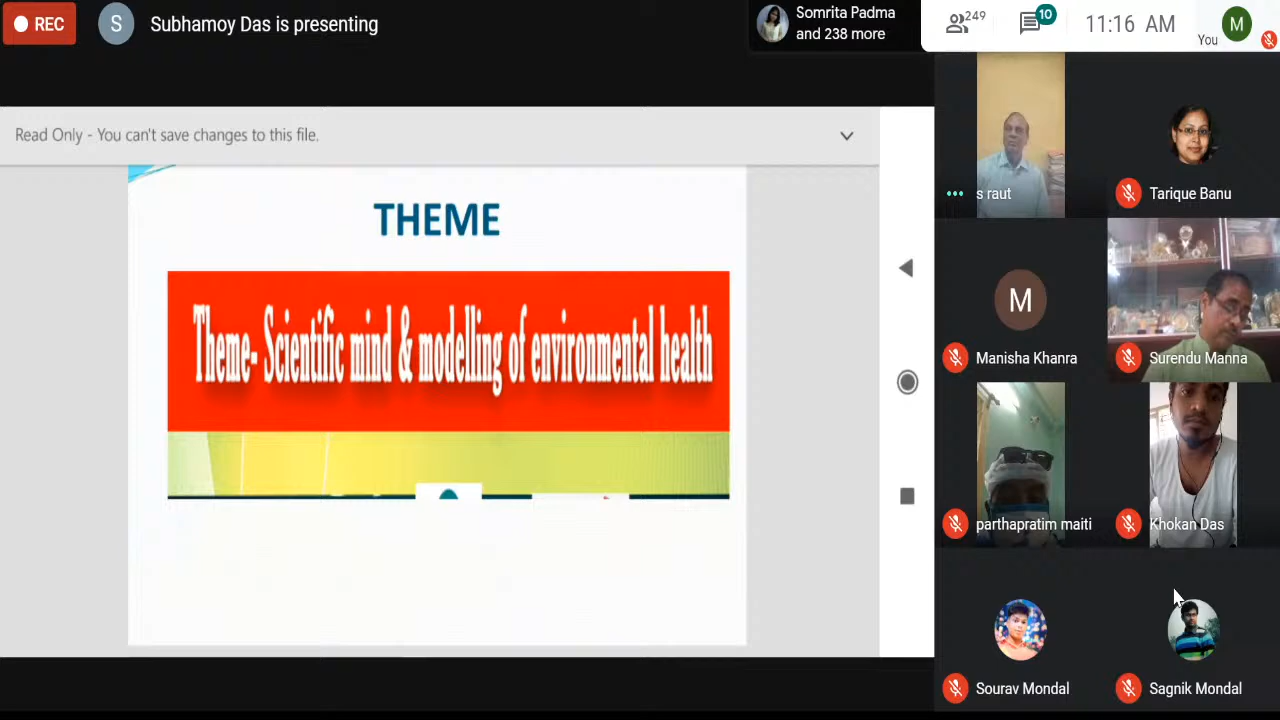 REC
S
Subhamoy Das is presenting
Somrita Padma
and 238 more
249
10
11:16 AM
You
M
Read Only - You can't save changes to this file.
THEME
Theme- Scientific mind & modelling of environmental health
s raut
Tarique Banu
M
Manisha Khanra
Surendu Manna
parthapratim maiti
Khokan Das
Sourav Mondal
Sagnik Mondal